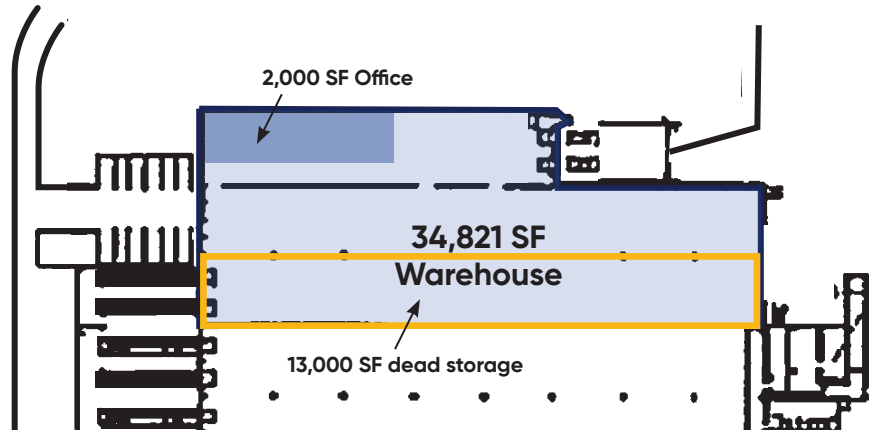 2,000 SF Office
34,821 SF
Warehouse
13,000 SF dead storage